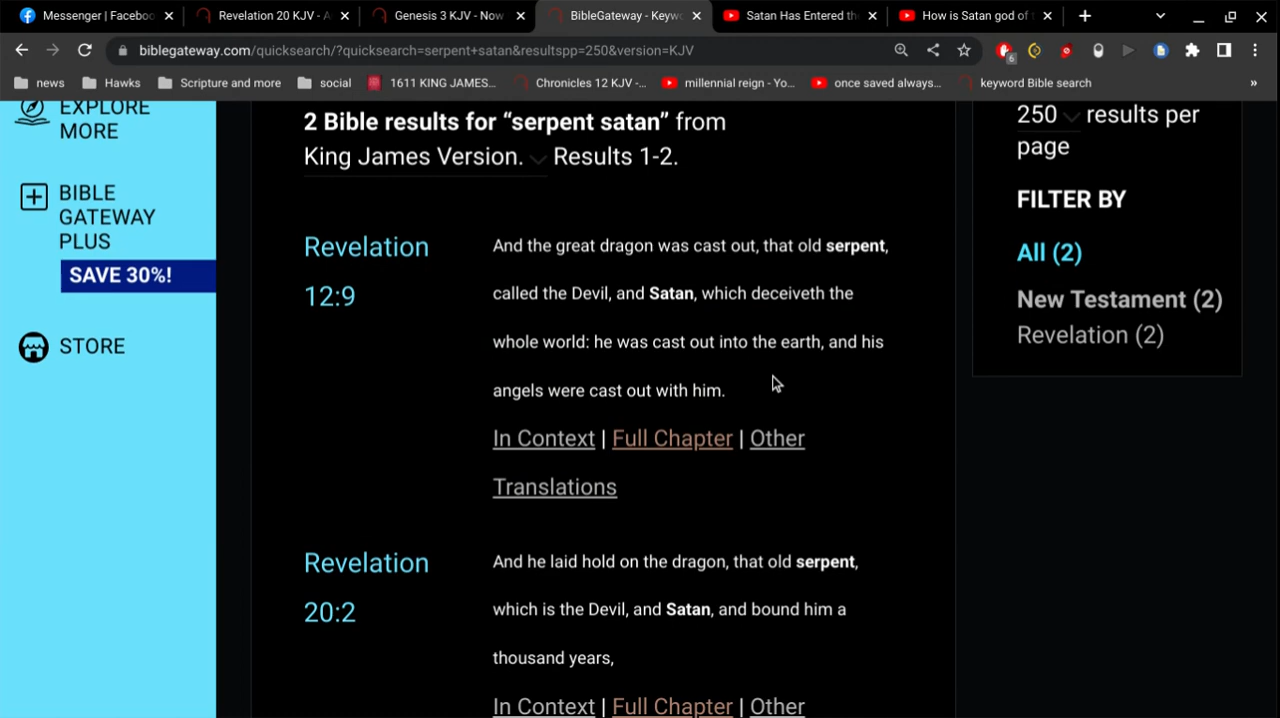 Messenger | Faceboo
Revelation 20 KJV - A
Genesis 3 KJV - Now
BibleGateway - Keywo
Satan Has Entered the
How is Satan god of t
biblegateway.com/quicksearch/?quicksearch=serpent+satan&resultspp=250&version=KJV
6
news
Hawks
Scripture and more
social
1611 KING JAMES...
Chronicles 12 KJV -...
millennial reign - Yo...
once saved always...
keyword Bible search
»
EXPLORE
MORE
BIBLE
GATEWAY
PLUS
SAVE 30%!
STORE
2 Bible results for “serpent satan” from
King James Version. Results 1-2.
Revelation
12:9
And the great dragon was cast out, that old serpent,
called the Devil, and Satan, which deceiveth the
whole world: he was cast out into the earth, and his
angels were cast out with him.
In Context | Full Chapter | Other
Translations
Revelation
20:2
And he laid hold on the dragon, that old serpent,
which is the Devil, and Satan, and bound him a
thousand years,
In Context | Full Chapter | Other
250 results per
page
FILTER BY
All (2)
New Testament (2)
Revelation (2)